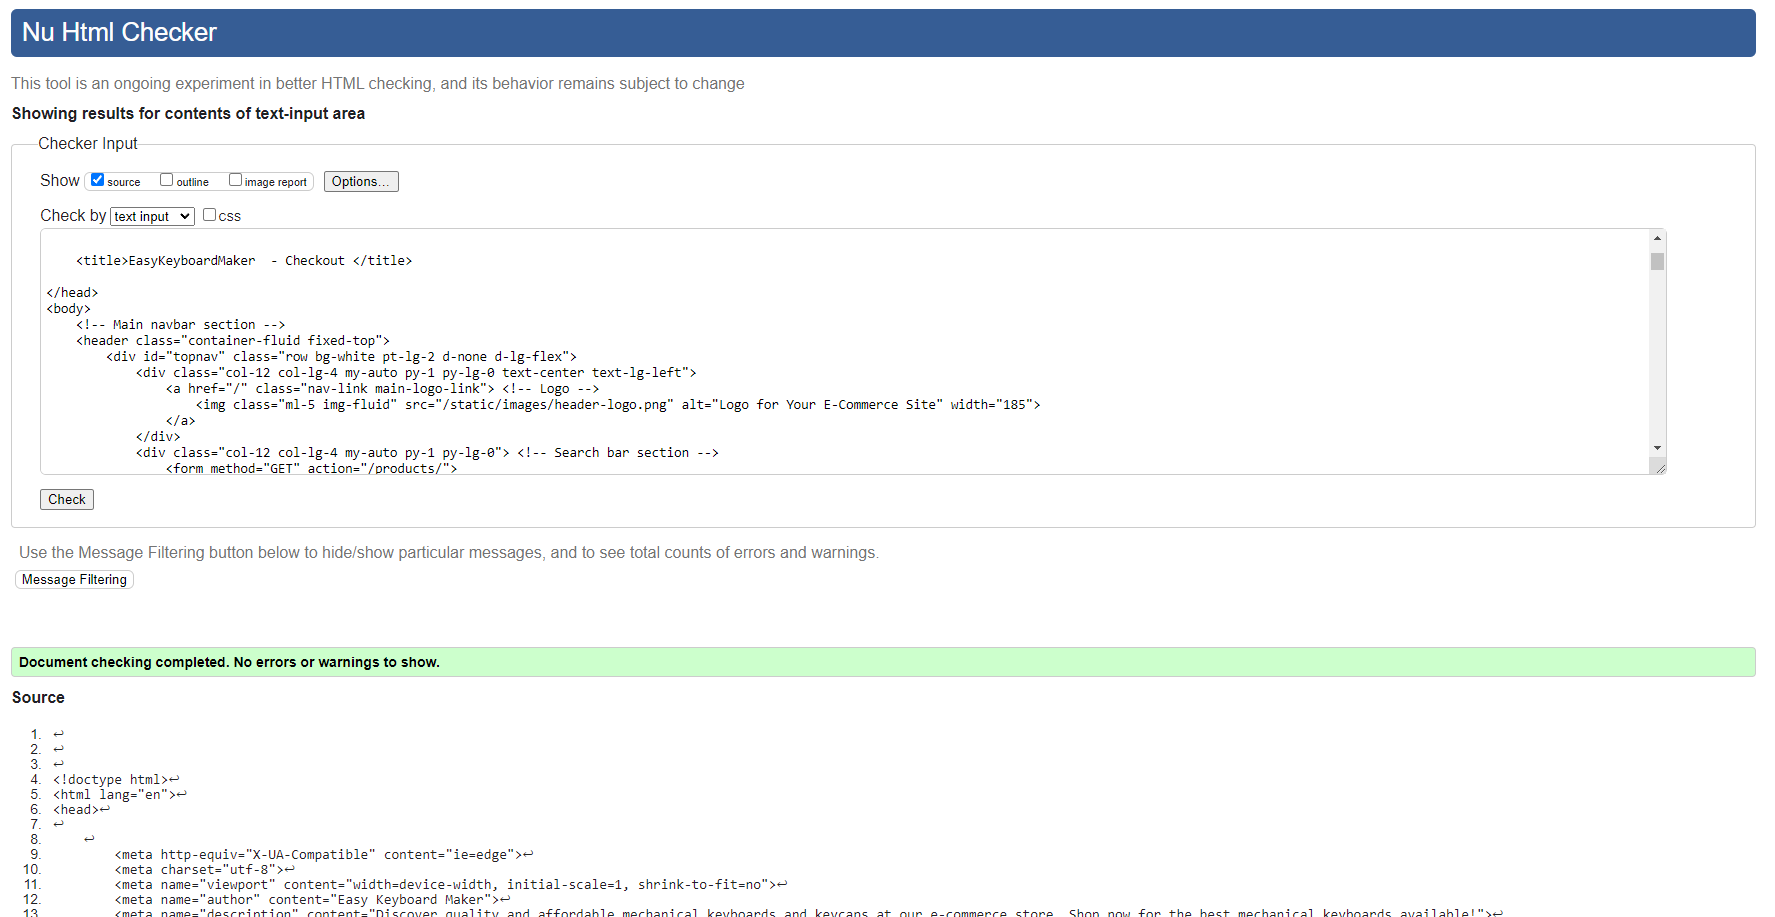 Nu Html Checker
This tool is an ongoing experiment in better HTML checking, and its behavior remains subject to change
Showing results for contents of text-input area
Checker Input
Show source outline image report Options...
Check by text input css
<title>EasyKeyboardMaker  - Checkout </title>
</head>
<body>
<!-- Main navbar section -->
<header class="container-fluid fixed-top">
<div id="topnav" class="row bg-white pt-lg-2 d-none d-lg-flex">
<div class="col-12 col-lg-4 my-auto py-1 py-lg-0 text-center text-lg-left">
<a href="/" class="nav-link main-logo-link"> <!-- Logo -->
<img class="ml-5 img-fluid" src="/static/images/header-logo.png" alt="Logo for Your E-Commerce Site" width="185">
</a>
</div>
<div class="col-12 col-lg-4 my-auto py-1 py-lg-0"> <!-- Search bar section -->
<form method="GET" action="/products/">
Check
Use the Message Filtering button below to hide/show particular messages, and to see total counts of errors and warnings.
Message Filtering
Document checking completed. No errors or warnings to show.
Source
1. ↩
2. ↩
3. ↩
4. <!doctype html>↩
5. <html lang="en">↩
6. <head>↩
7. ↩
8. ↩
9. <meta http-equiv="X-UA-Compatible" content="ie=edge">↩
10. <meta charset="utf-8">↩
11. <meta name="viewport" content="width=device-width, initial-scale=1, shrink-to-fit=no">↩
12. <meta name="author" content="Easy Keyboard Maker">↩
13. <meta name="description" content="Discover quality and affordable mechanical keyboards and keycaps at our e-commerce store. Shop now for the best mechanical keyboards available!">↩